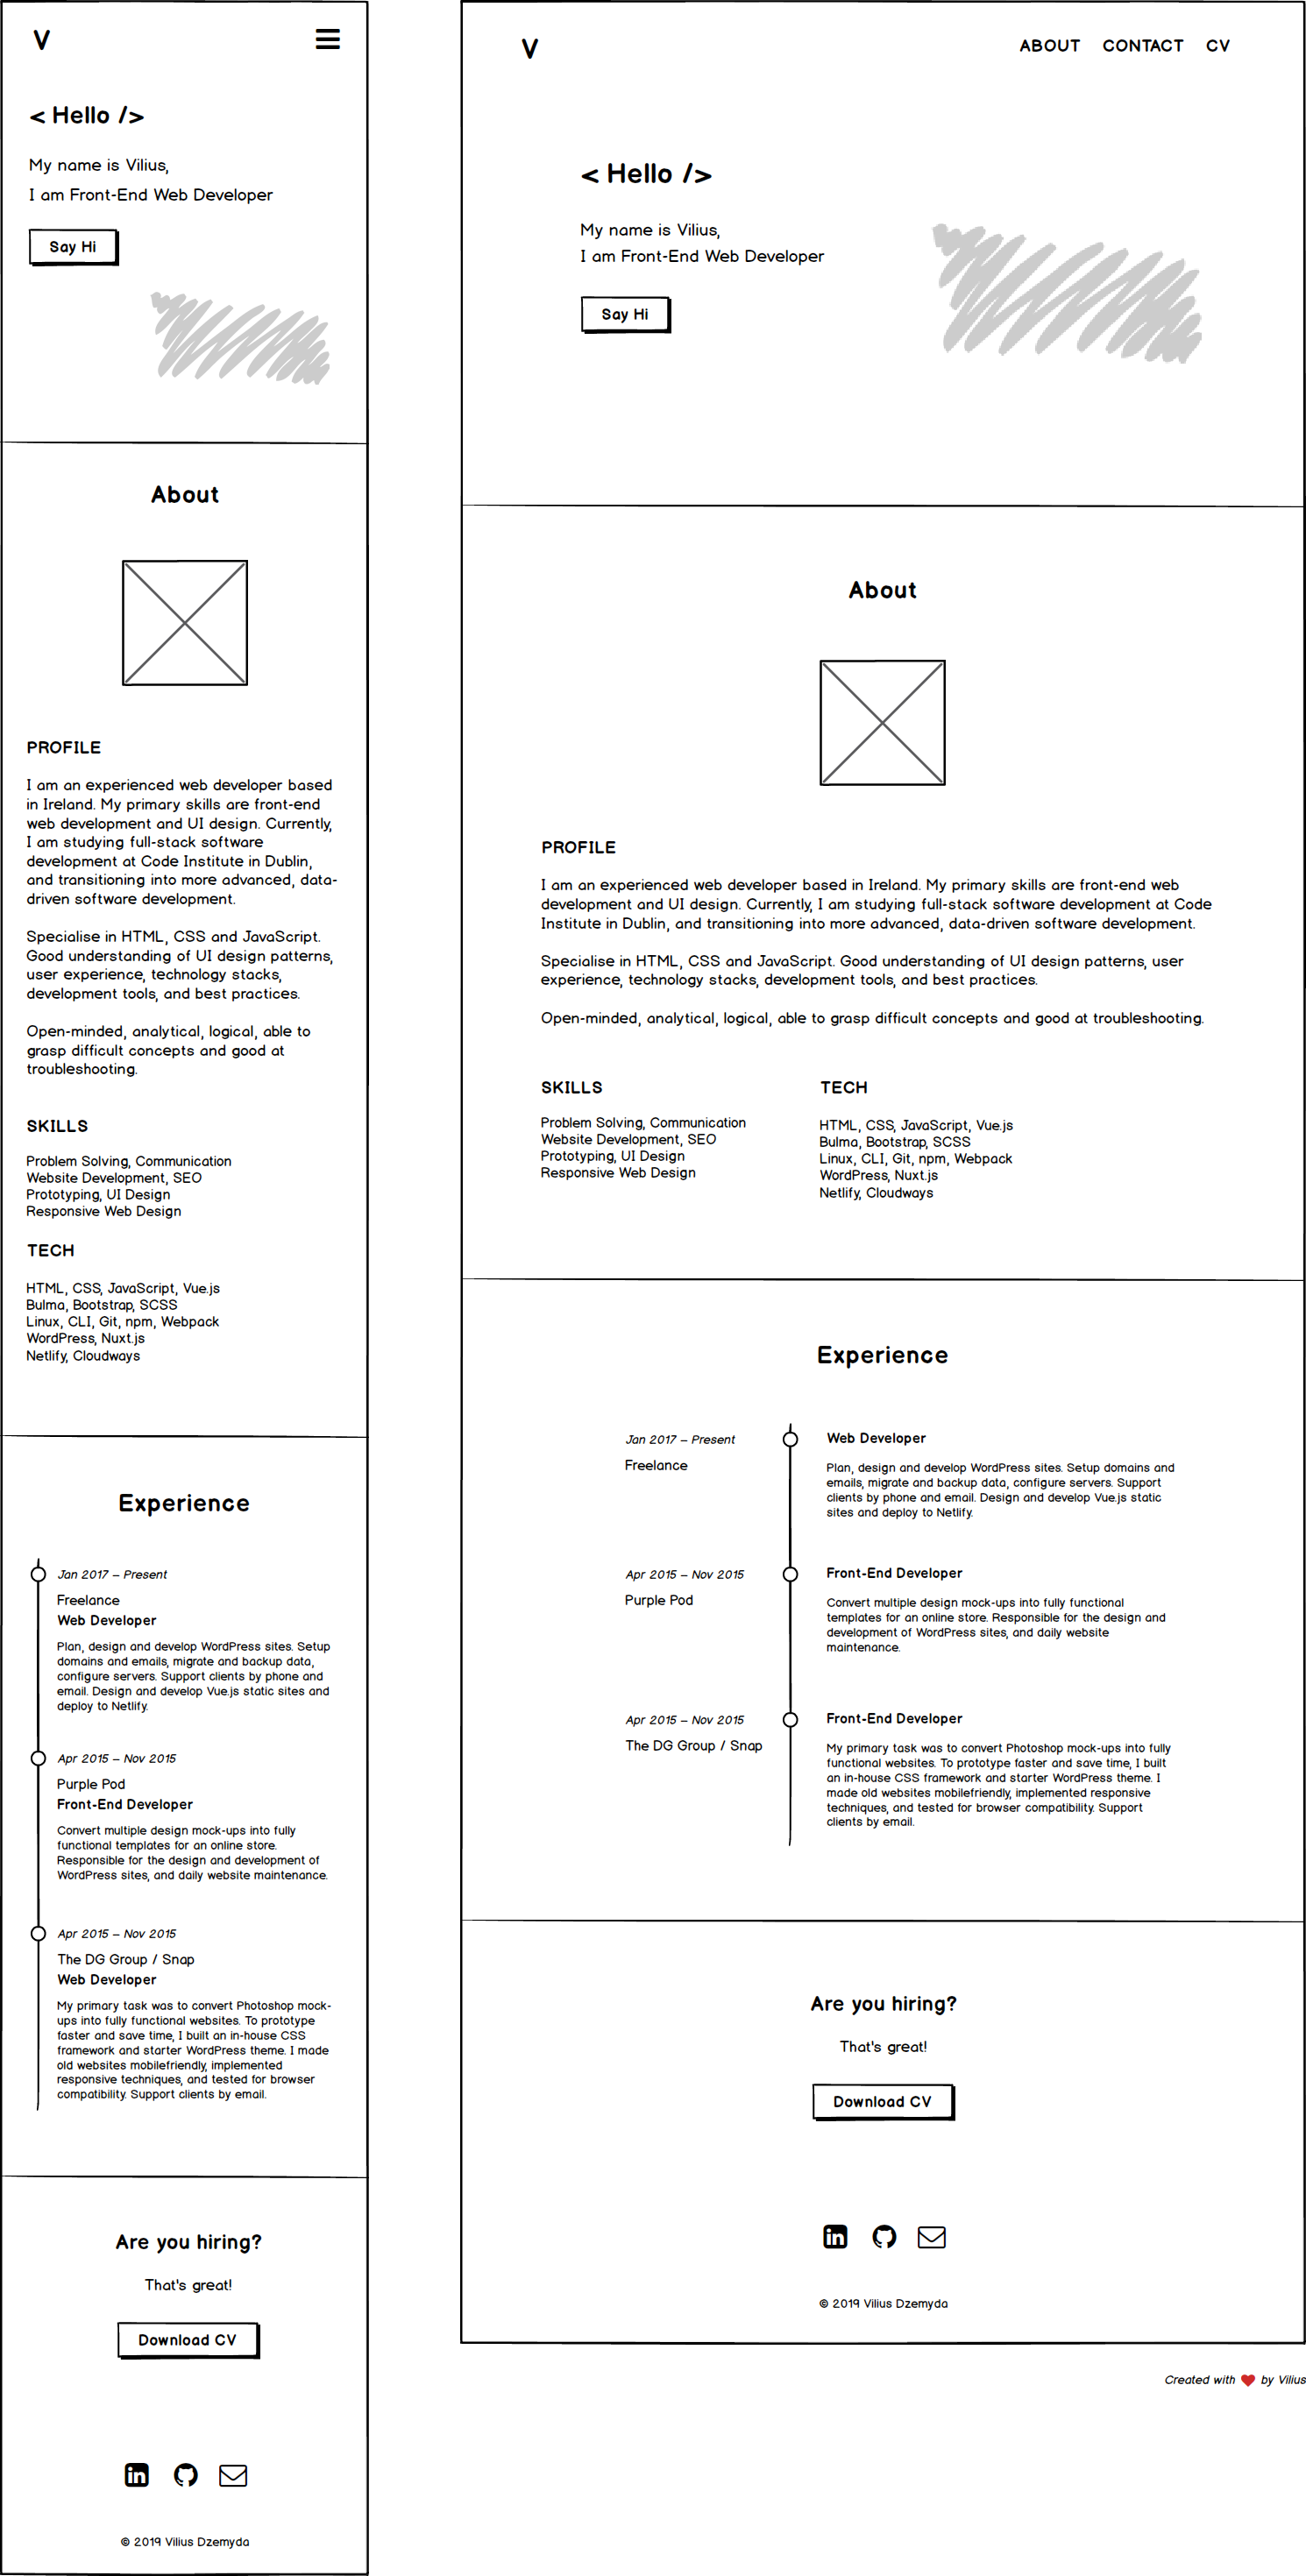 V
< Hello />
My name is Vilius,
I am Front-End Web Developer
Say Hi
About
PROFILE
I am an experienced web developer based
in Ireland. My primary skills are front-end
web development and UI design. Currently,
I am studying full-stack software
development at Code Institute in Dublin,
and transitioning into more advanced, data-
driven software development.
Specialise in HTML, CSS and JavaScript.
Good understanding of UI design patterns,
user experience, technology stacks,
development tools, and best practices.
Open-minded, analytical, logical, able to
grasp difficult concepts and good at
troubleshooting.
SKILLS
Problem Solving, Communication
Website Development, SEO
Prototyping, UI Design
Responsive Web Design
TECH
HTML, CSS, JavaScript, Vue.js
Bulma, Bootstrap, SCSS
Linux, CLI, Git, npm, Webpack
WordPress, Nuxt.js
Netlify, Cloudways
Experience
Jan 2017 – Present
Freelance
Web Developer
Plan, design and develop WordPress sites. Setup
domains and emails, migrate and backup data,
configure servers. Support clients by phone and
email. Design and develop Vue.js static sites and
deploy to Netlify.
Apr 2015 – Nov 2015
Purple Pod
Front-End Developer
Convert multiple design mock-ups into fully
functional templates for an online store.
Responsible for the design and development of
WordPress sites, and daily website maintenance.
Apr 2015 – Nov 2015
The DG Group / Snap
Web Developer
My primary task was to convert Photoshop mock-
ups into fully functional websites. To prototype
faster and save time, I built an in-house CSS
framework and starter WordPress theme. I made
old websites mobilefriendly, implemented
responsive techniques, and tested for browser
compatibility. Support clients by email.
Are you hiring?
That's great!
Download CV
in
© 2019 Vilius Dzemyda
V
ABOUT CONTACT CV
< Hello />
My name is Vilius,
I am Front-End Web Developer
Say Hi
About
PROFILE
I am an experienced web developer based in Ireland. My primary skills are front-end web
development and UI design. Currently, I am studying full-stack software development at Code
Institute in Dublin, and transitioning into more advanced, data-driven software development.
Specialise in HTML, CSS and JavaScript. Good understanding of UI design patterns, user
experience, technology stacks, development tools, and best practices.
Open-minded, analytical, logical, able to grasp difficult concepts and good at troubleshooting.
SKILLS
Problem Solving, Communication
Website Development, SEO
Prototyping, UI Design
Responsive Web Design
TECH
HTML, CSS, JavaScript, Vue.js
Bulma, Bootstrap, SCSS
Linux, CLI, Git, npm, Webpack
WordPress, Nuxt.js
Netlify, Cloudways
Experience
Jan 2017 – Present
Freelance
Web Developer
Plan, design and develop WordPress sites. Setup domains and
emails, migrate and backup data, configure servers. Support
clients by phone and email. Design and develop Vue.js static
sites and deploy to Netlify.
Apr 2015 – Nov 2015
Purple Pod
Front-End Developer
Convert multiple design mock-ups into fully functional
templates for an online store. Responsible for the design and
development of WordPress sites, and daily website
maintenance.
Apr 2015 – Nov 2015
The DG Group / Snap
Front-End Developer
My primary task was to convert Photoshop mock-ups into fully
functional websites. To prototype faster and save time, I built
an in-house CSS framework and starter WordPress theme. I
made old websites mobilefriendly, implemented responsive
techniques, and tested for browser compatibility. Support
clients by email.
Are you hiring?
That's great!
Download CV
in
© 2019 Vilius Dzemyda
Created with ❤ by Vilius